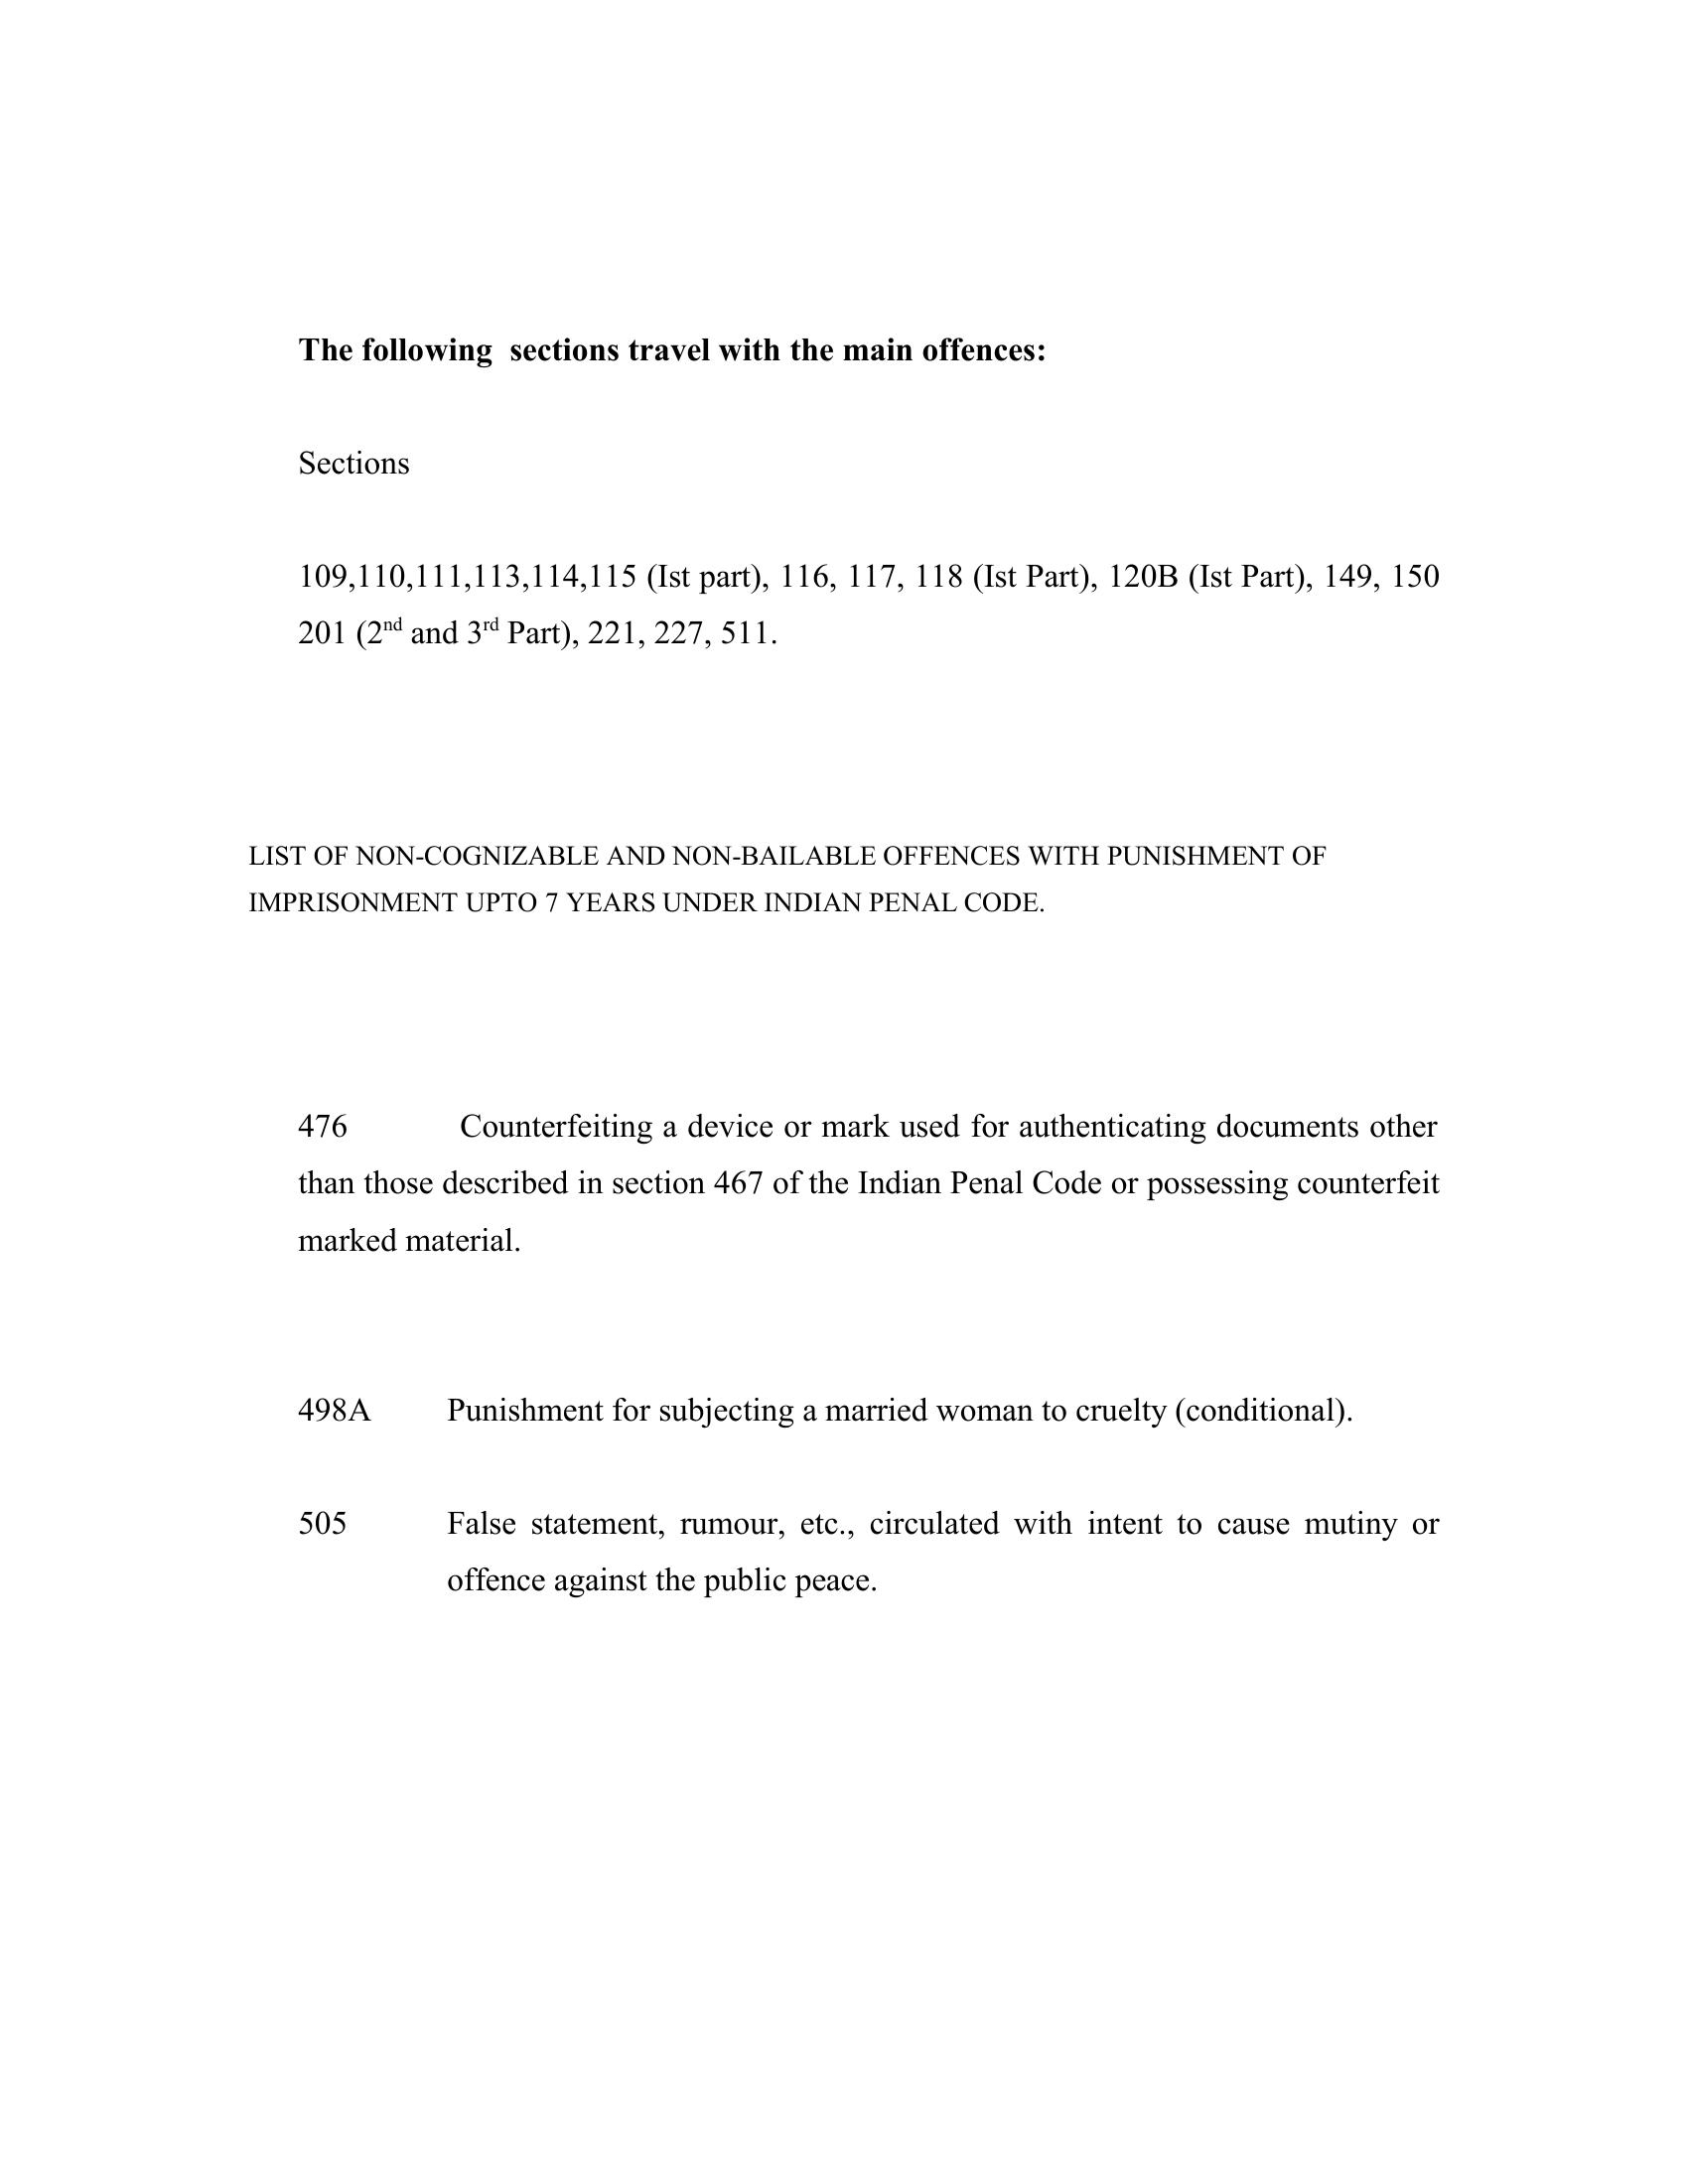 The following sections travel with the main offences:
Sections
109,110,111,113,114,115 (Ist part), 116, 117, 118 (Ist Part), 120B (Ist Part), 149, 150
201 (2nd and 3rd Part), 221, 227, 511.
LIST OF NON-COGNIZABLE AND NON-BAILABLE OFFENCES WITH PUNISHMENT OF
IMPRISONMENT UPTO 7 YEARS UNDER INDIAN PENAL CODE.
476 Counterfeiting a device or mark used for authenticating documents other
than those described in section 467 of the Indian Penal Code or possessing counterfeit
marked material.
498A Punishment for subjecting a married woman to cruelty (conditional).
505 False statement, rumour, etc., circulated with intent to cause mutiny or
offence against the public peace.